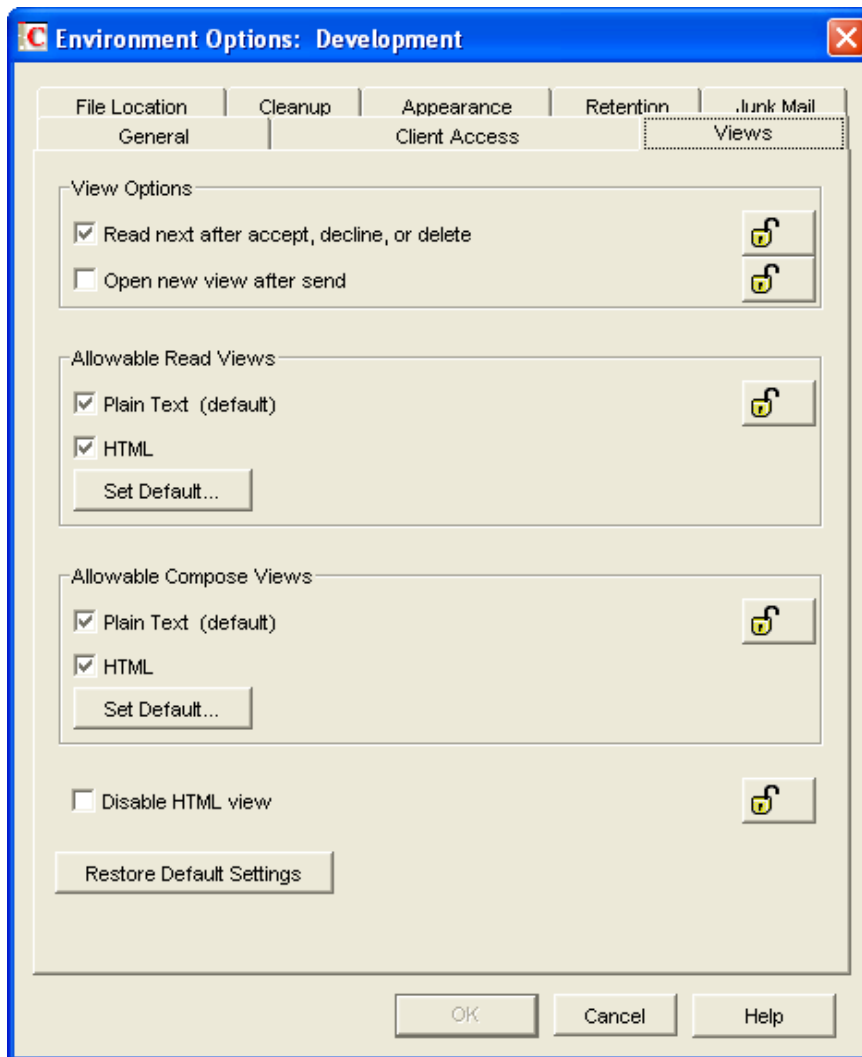 C Environment Options: Development
File Location Cleanup Appearance Retention Junk Mail
General Client Access Views
View Options
Read next after accept, decline, or delete
Open new view after send
Allowable Read Views
Plain Text (default)
HTML
Set Default...
Allowable Compose Views
Plain Text (default)
HTML
Set Default...
Disable HTML view
Restore Default Settings
OK Cancel Help